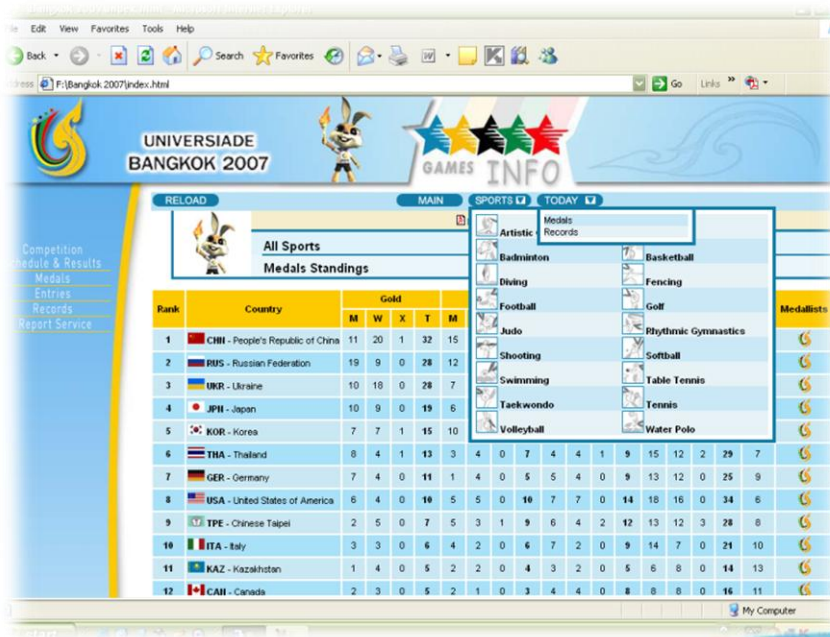 Edit View Favorites Tools Help
Back Search Favorites
F:\Bangkok 2007\index.html Go Links
UNIVERSIADE
BANGKOK 2007
GAMES INFO
RELOAD MAIN SPORTS TODAY
Medals
Records
Artistic
Badminton Basketball
Diving Fencing
Football Golf
Judo Rhythmic Gymnastics
Shooting Softball
Swimming Table Tennis
Taekwondo Tennis
Volleyball Water Polo
Competition
Schedule & Results
Medals
Entries
Records
Report Service
All Sports
Medals Standings
Rank Country Gold Medallists
M W X T M
1 CHN - People's Republic of China 11 20 1 32 15
2 RUS - Russian Federation 19 9 0 28 12
3 UKR - Ukraine 10 18 0 28 7
4 JPN - Japan 10 9 0 19 6
5 KOR - Korea 7 7 1 15 10
6 THA - Thailand 8 4 1 13 3 4 0 7 4 4 1 9 15 12 2 29 7
7 GER - Germany 7 4 0 11 1 4 0 5 5 4 0 9 13 12 0 25 9
8 USA - United States of America 6 4 0 10 5 5 0 10 7 7 0 14 18 16 0 34 6
9 TPE - Chinese Taipei 2 5 0 7 5 3 1 9 6 4 2 12 13 12 3 28 8
10 ITA - Italy 3 3 0 6 4 2 0 6 7 2 0 9 14 7 0 21 10
11 KAZ - Kazakhstan 1 4 0 5 2 2 0 4 3 2 0 5 6 8 0 14 13
12 CAN - Canada 2 3 0 5 2 1 0 3 4 4 0 8 8 8 0 16 11
My Computer